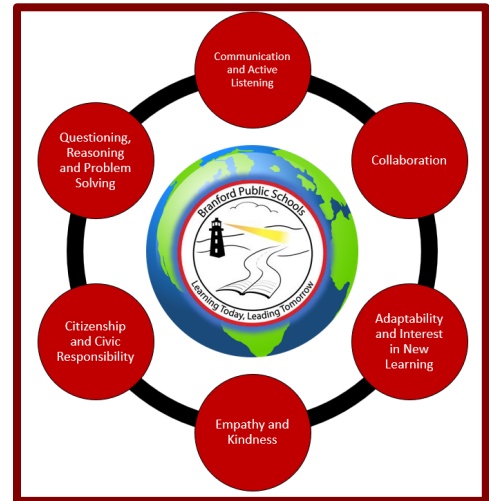 Communication
and Active
Listening
Collaboration
Adaptability
and Interest
in New
Learning
Empathy and
Kindness
Citizenship
and Civic
Responsibility
Questioning,
Reasoning
and Problem
Solving
Branford Public Schools
Learning Today, Leading Tomorrow